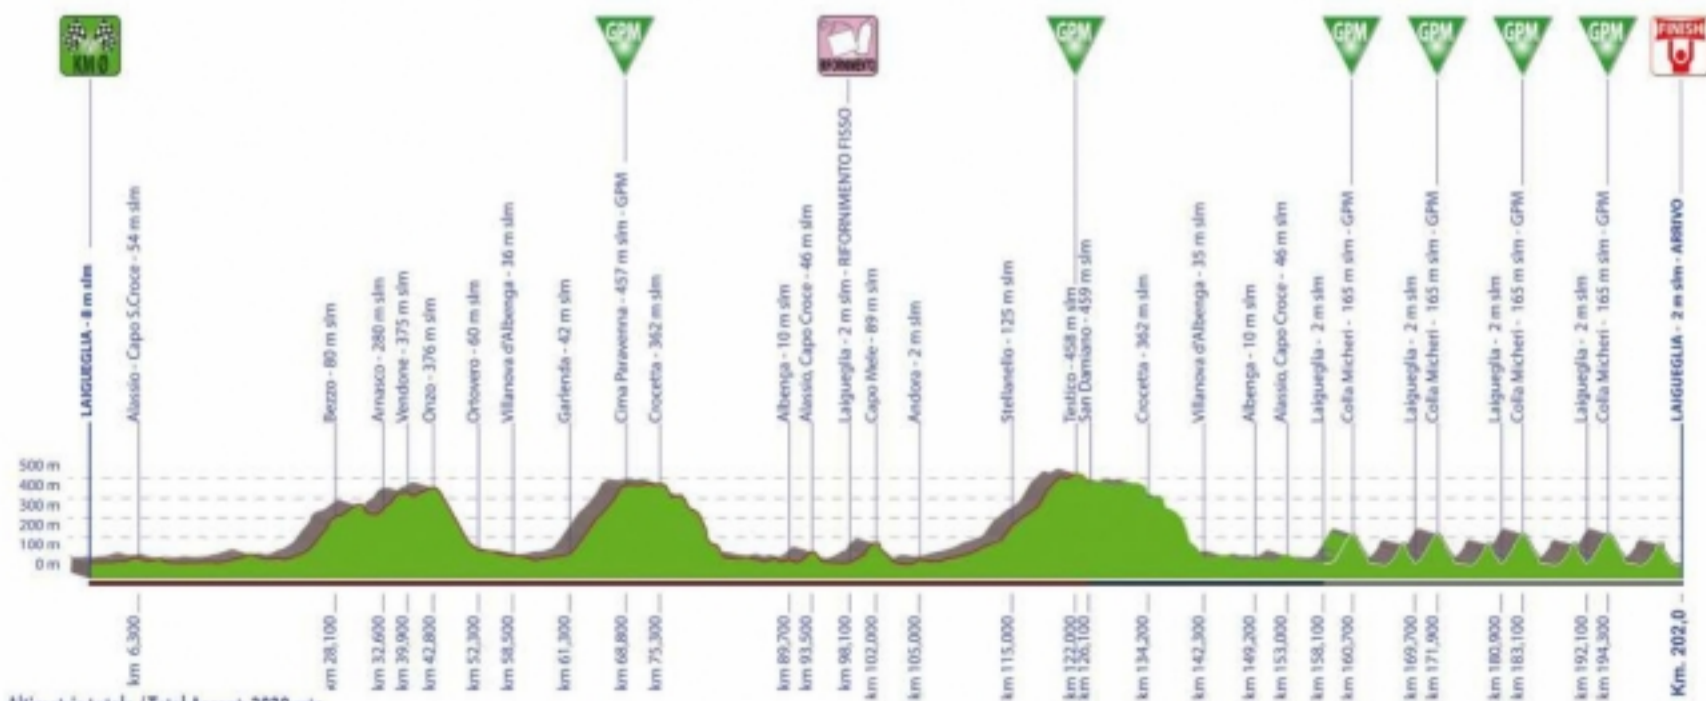 KM 0
GPM
RIFORNIMENTO
GPM
GPM
GPM
GPM
GPM
FINISH
LAIGUEGLIA - 8 m slm
Alassio - Capo S.Croce - 54 m slm
Bezzo - 80 m slm
Arnasco - 280 m slm
Vendone - 375 m slm
Onzo - 376 m slm
Ortovero - 60 m slm
Villanova d'Albenga - 36 m slm
Garlenda - 42 m slm
Cima Paravenna - 457 m slm - GPM
Crocetta - 362 m slm
Albenga - 10 m slm
Alassio, Capo Croce - 46 m slm
Laigueglia - 2 m slm - RIFORNIMENTO FISSO
Capo Mele - 89 m slm
Andora - 2 m slm
Stellanello - 125 m slm
Testico - 458 m slm
San Damiano - 459 m slm
Crocetta - 362 m slm
Villanova d'Albenga - 35 m slm
Albenga - 10 m slm
Alassio, Capo Croce - 46 m slm
Laigueglia - 2 m slm
Colla Micheri - 165 m slm - GPM
Laigueglia - 2 m slm
Colla Micheri - 165 m slm - GPM
Laigueglia - 2 m slm
Colla Micheri - 165 m slm - GPM
Laigueglia - 2 m slm
Colla Micheri - 165 m slm - GPM
LAIGUEGLIA - 2 m slm - ARRIVO
500 m
400 m
300 m
200 m
100 m
0 m
km 6,300
km 28,100
km 32,600
km 39,900
km 42,800
km 52,300
km 58,500
km 61,300
km 68,800
km 75,300
km 89,700
km 93,500
km 98,100
km 102,000
km 105,000
km 115,000
km 122,000
km 126,100
km 134,200
km 142,300
km 149,200
km 153,000
km 158,100
km 160,700
km 169,700
km 171,900
km 180,900
km 183,100
km 192,100
km 194,300
Km. 202,0